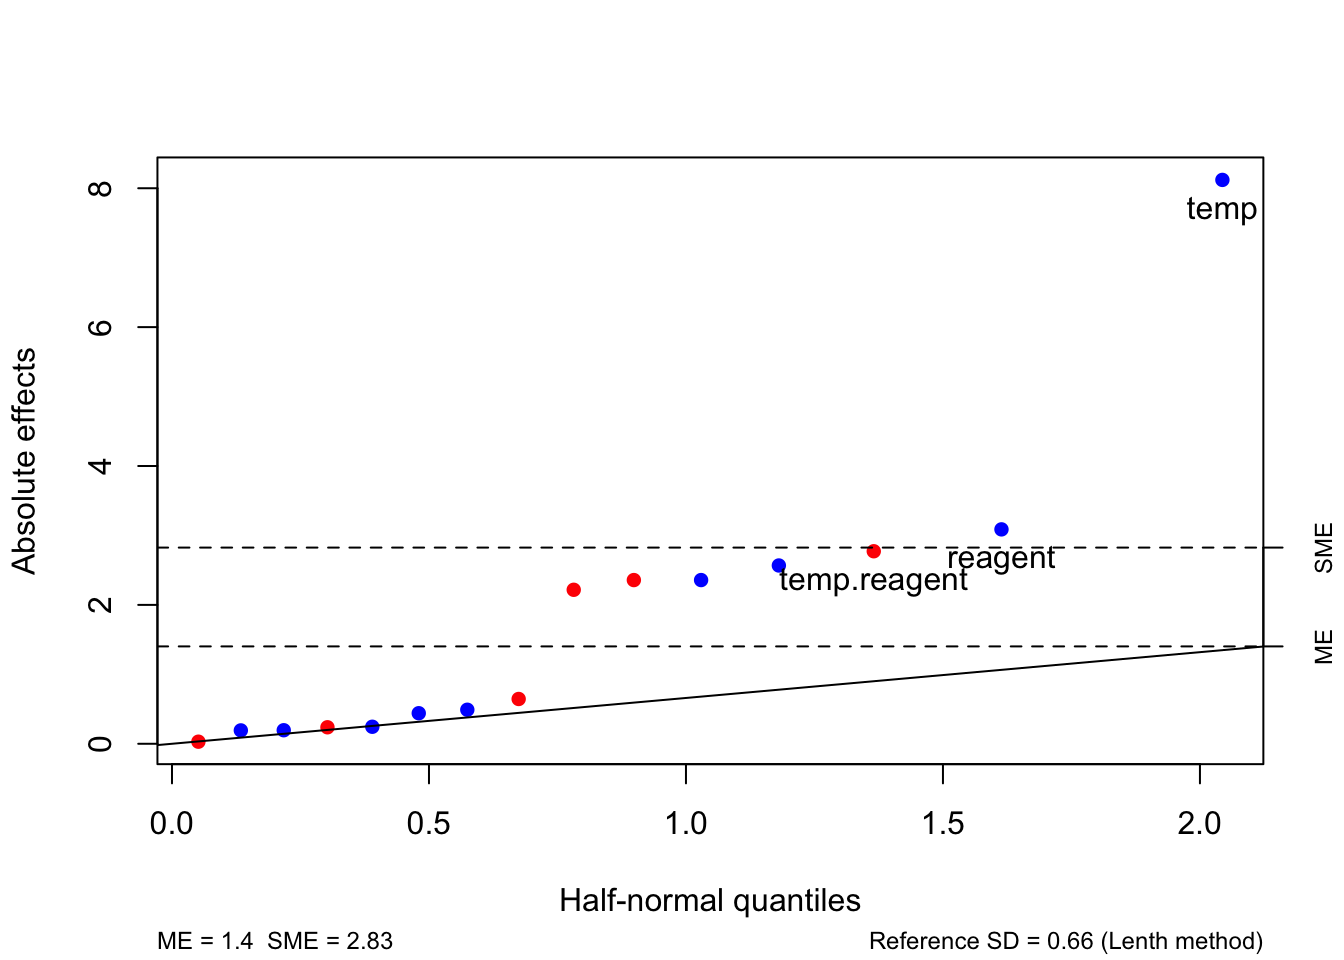 Absolute effects
8
6
4
2
0
temp
reagent
temp.reagent
SME
ME
0.0 0.5 1.0 1.5 2.0
Half-normal quantiles
ME = 1.4 SME = 2.83
Reference SD = 0.66 (Lenth method)